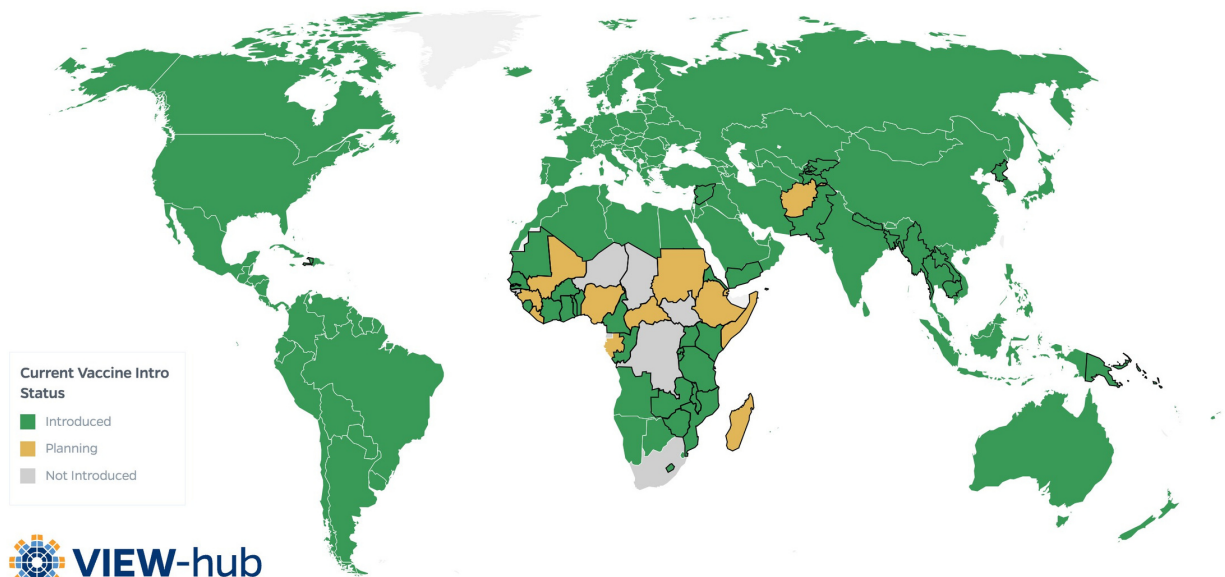 Current Vaccine Intro
Status
Introduced
Planning
Not Introduced
VIEW-hub